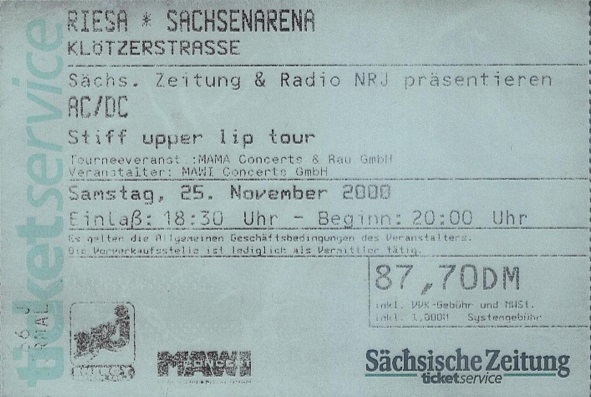 RIESA * SACHSENARENA
KLÖTZERSTRASSE
Sächs. Zeitung & Radio NRJ präsentieren
AC/DC
Stiff upper lip tour
Tourneeveranst.:MAMA Concerts & Rau GmbH
Veranstalter: MAWI Concerts GmbH
Samstag, 25. November 2000
Einlaß: 18:30 Uhr - Beginn: 20:00 Uhr
Es gelten die Allgemeinen Geschäftsbedingungen des Veranstalters.
Die Vorverkaufsstelle ist lediglich als Vermittler tätig.
87,70DM
inkl. VVK-Gebühr und MWSt.
inkl. 1,00DM Systemgebühr
ticketservice
MAWI
CONCERT
Sächsische Zeitung
ticketservice